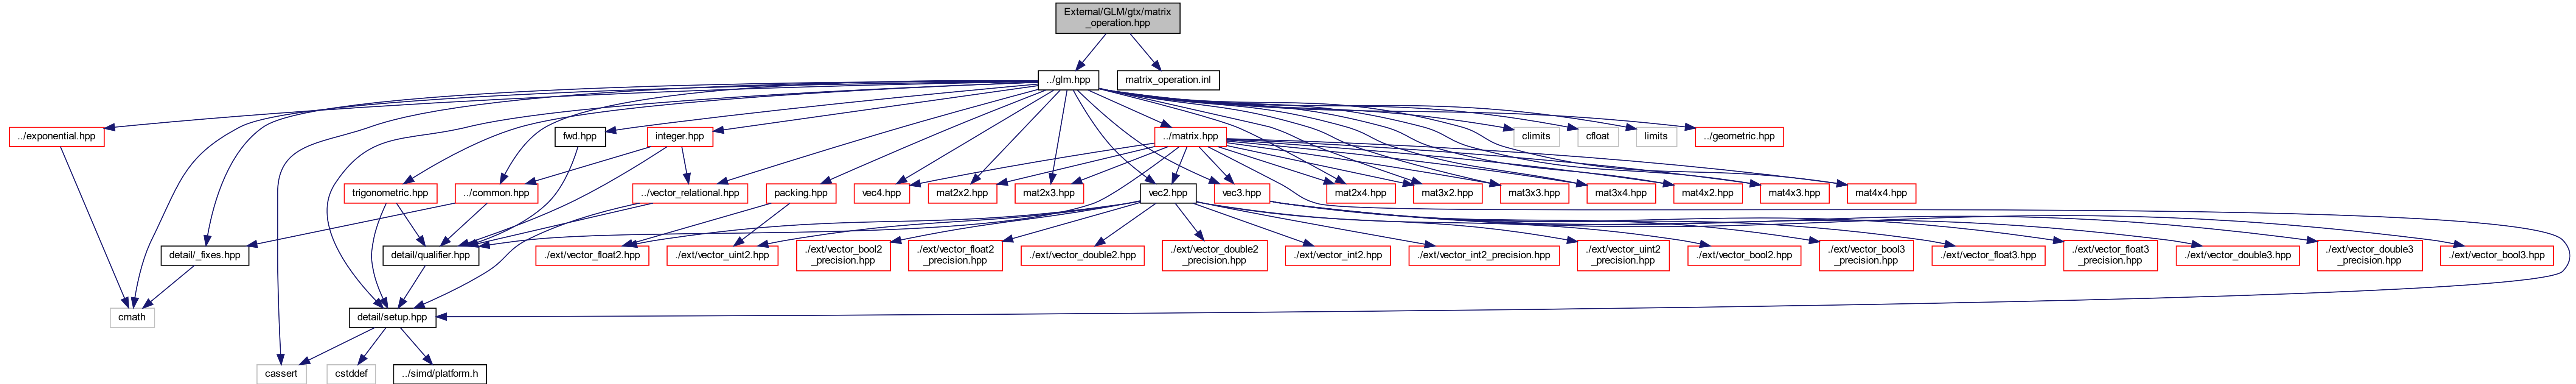 External/GLM/gtx/matrix
_operation.hpp
../glm.hpp
matrix_operation.inl
../exponential.hpp
fwd.hpp
integer.hpp
../matrix.hpp
climits
cfloat
limits
../geometric.hpp
trigonometric.hpp
../common.hpp
../vector_relational.hpp
packing.hpp
vec4.hpp
mat2x2.hpp
mat2x3.hpp
vec2.hpp
vec3.hpp
mat2x4.hpp
mat3x2.hpp
mat3x3.hpp
mat3x4.hpp
mat4x2.hpp
mat4x3.hpp
mat4x4.hpp
detail/_fixes.hpp
detail/qualifier.hpp
./ext/vector_float2.hpp
./ext/vector_uint2.hpp
./ext/vector_bool2
_precision.hpp
./ext/vector_float2
_precision.hpp
./ext/vector_double2.hpp
./ext/vector_double2
_precision.hpp
./ext/vector_int2.hpp
./ext/vector_int2_precision.hpp
./ext/vector_uint2
_precision.hpp
./ext/vector_bool2.hpp
./ext/vector_bool3
_precision.hpp
./ext/vector_float3.hpp
./ext/vector_float3
_precision.hpp
./ext/vector_double3.hpp
./ext/vector_double3
_precision.hpp
./ext/vector_bool3.hpp
cmath
detail/setup.hpp
cassert
cstddef
../simd/platform.h